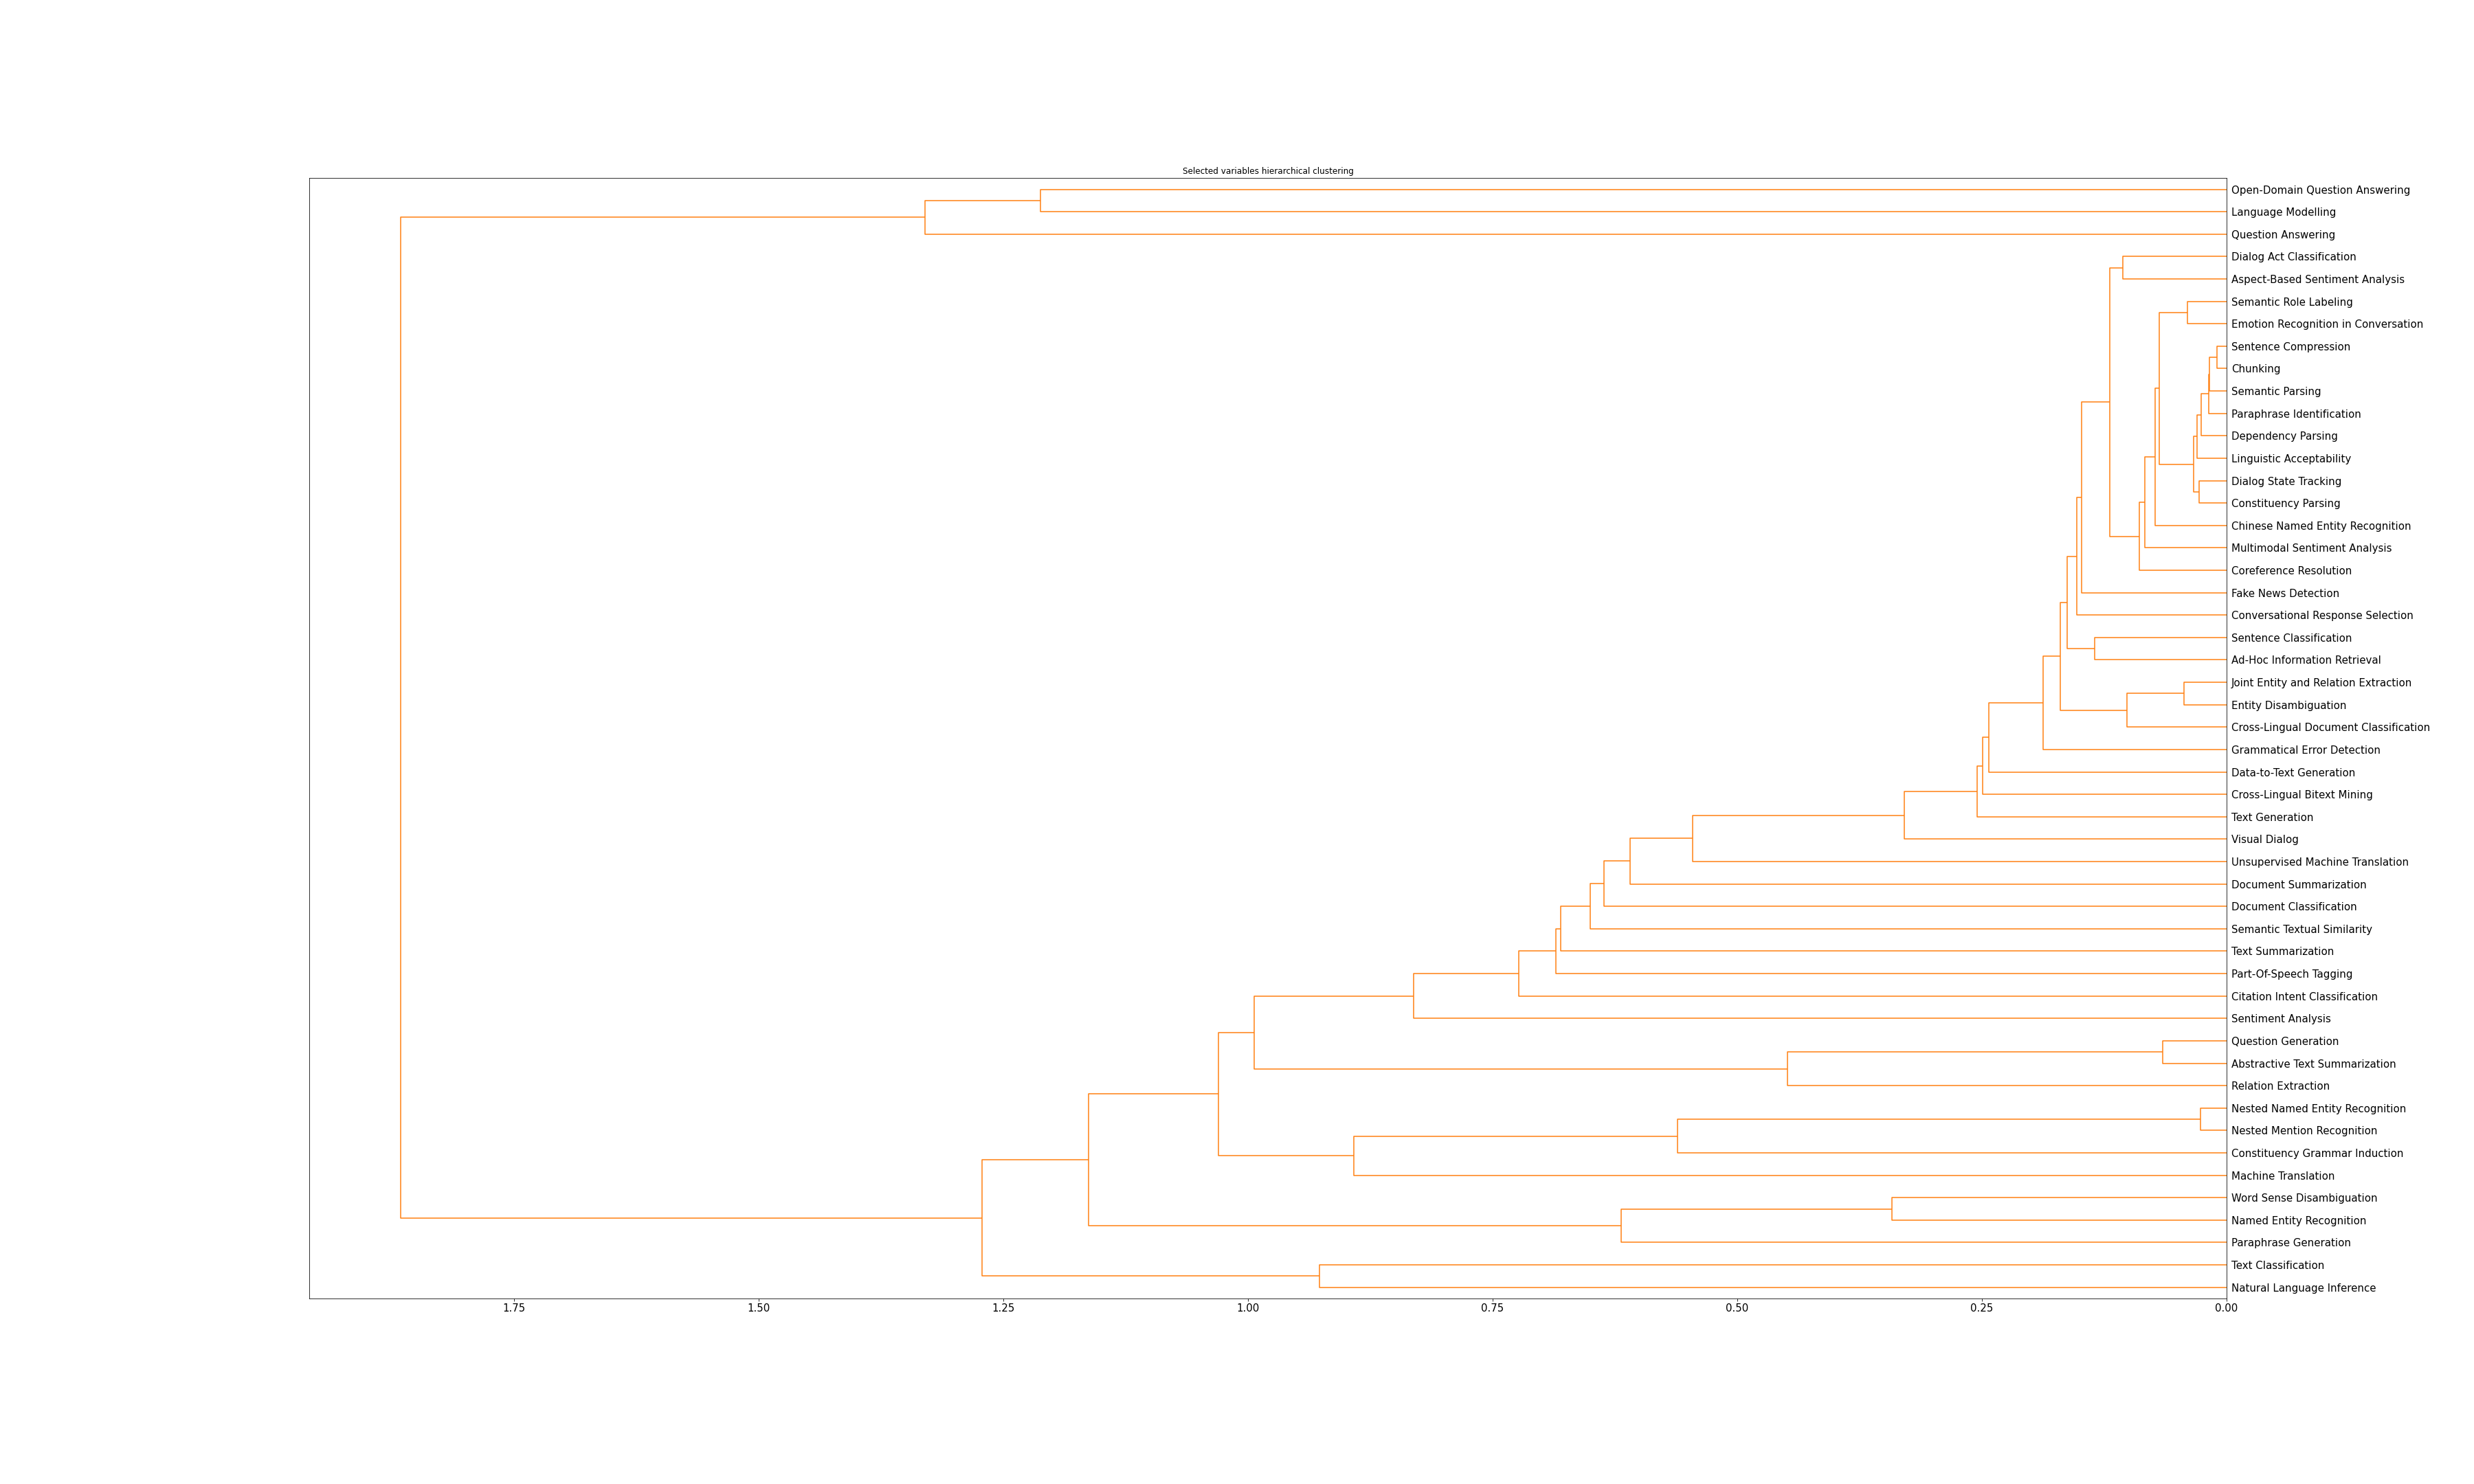 Selected variables hierarchical clustering
Open-Domain Question Answering
Language Modelling
Question Answering
Dialog Act Classification
Aspect-Based Sentiment Analysis
Semantic Role Labeling
Emotion Recognition in Conversation
Sentence Compression
Chunking
Semantic Parsing
Paraphrase Identification
Dependency Parsing
Linguistic Acceptability
Dialog State Tracking
Constituency Parsing
Chinese Named Entity Recognition
Multimodal Sentiment Analysis
Coreference Resolution
Fake News Detection
Conversational Response Selection
Sentence Classification
Ad-Hoc Information Retrieval
Joint Entity and Relation Extraction
Entity Disambiguation
Cross-Lingual Document Classification
Grammatical Error Detection
Data-to-Text Generation
Cross-Lingual Bitext Mining
Text Generation
Visual Dialog
Unsupervised Machine Translation
Document Summarization
Document Classification
Semantic Textual Similarity
Text Summarization
Part-Of-Speech Tagging
Citation Intent Classification
Sentiment Analysis
Question Generation
Abstractive Text Summarization
Relation Extraction
Nested Named Entity Recognition
Nested Mention Recognition
Constituency Grammar Induction
Machine Translation
Word Sense Disambiguation
Named Entity Recognition
Paraphrase Generation
Text Classification
Natural Language Inference
1.75 1.50 1.25 1.00 0.75 0.50 0.25 0.00